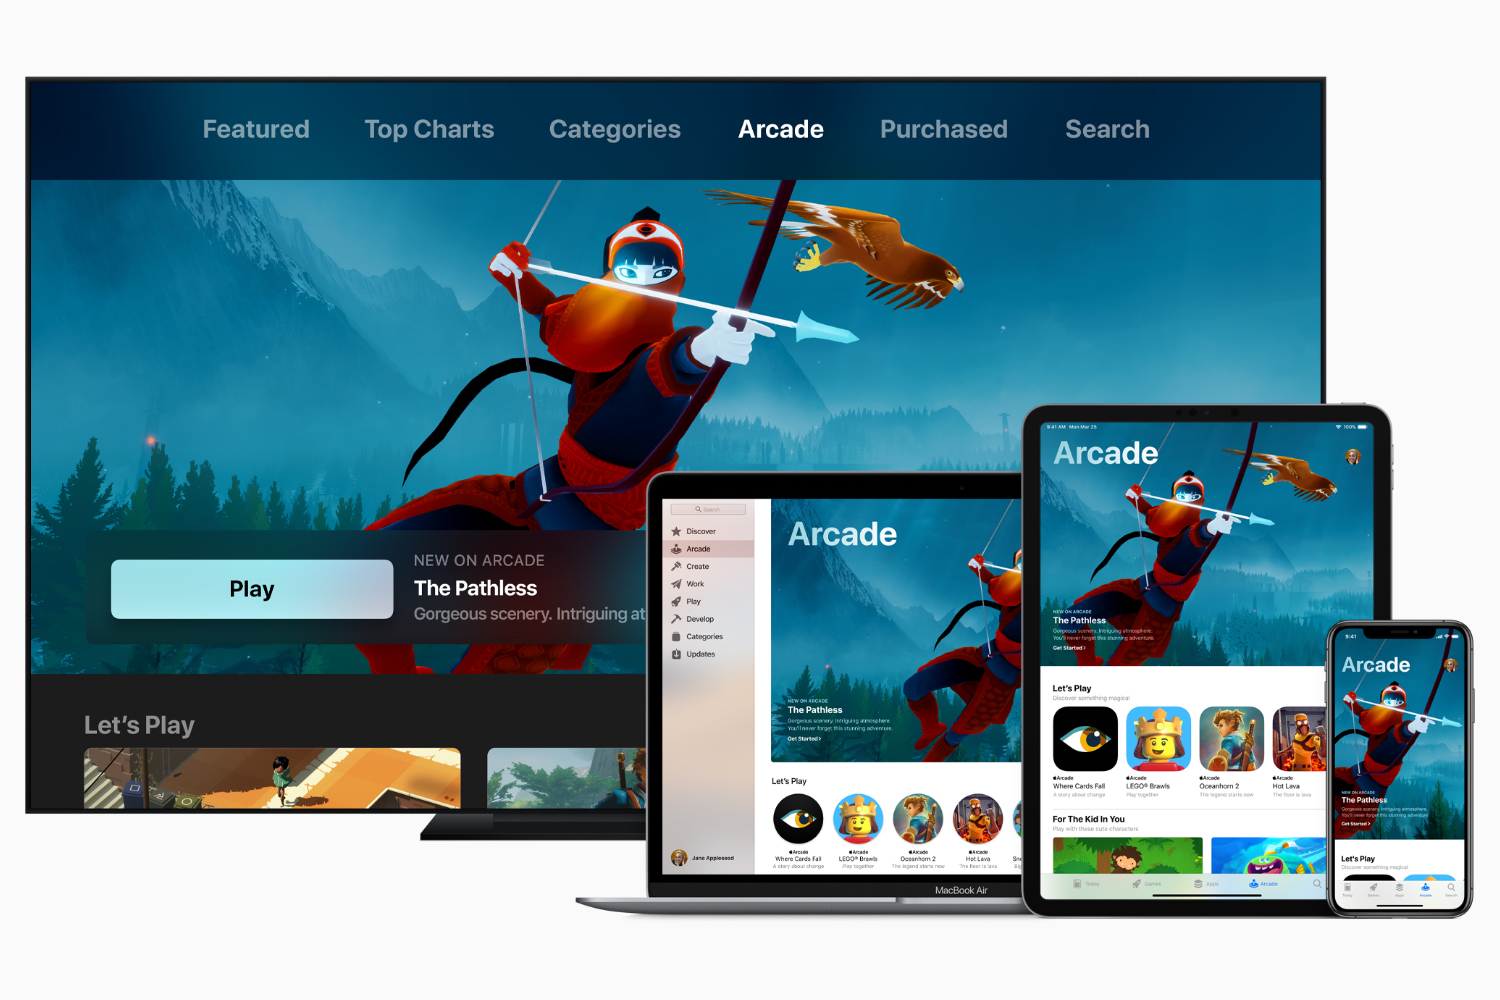 Featured
Top Charts
Categories
Arcade
Purchased
Search
Play
NEW ON ARCADE
The Pathless
Gorgeous scenery. Intriguing at
Let's Play
Search
Discover
Arcade
Create
Work
Play
Develop
Categories
Updates
Jane Appleseed
Arcade
NEW ON ARCADE
The Pathless
Gorgeous scenery. Intriguing atmosphere.
You'll never forget this stunning adventure.
Get Started >
Let's Play
Arcade
Where Cards Fall
A story about change
Arcade
LEGO® Brawls
Play together
Arcade
Oceanhorn 2
The legend starts now
Arcade
Hot Lava
The floor is lava
MacBook Air
9:41 AM Mon Mar 25
100%
Arcade
NEW ON ARCADE
The Pathless
Gorgeous scenery. Intriguing atmosphere.
You'll never forget this stunning adventure.
Get Started >
Let's Play
Discover something magical
Arcade
Where Cards Fall
A story about change
Arcade
LEGO® Brawls
Play together
Arcade
Oceanhorn 2
The legend starts now
Arcade
Hot Lava
The floor is lava
For The Kid In You
Play with these cute characters
Today
Games
Apps
Arcade
9:41
Arcade
NEW ON ARCADE
The Pathless
Gorgeous scenery. Intriguing atmosphere.
You'll never forget this stunning adventure
Get Started >
Let's Play
Discover something magical
Today
Games
Apps
Arcade
Search